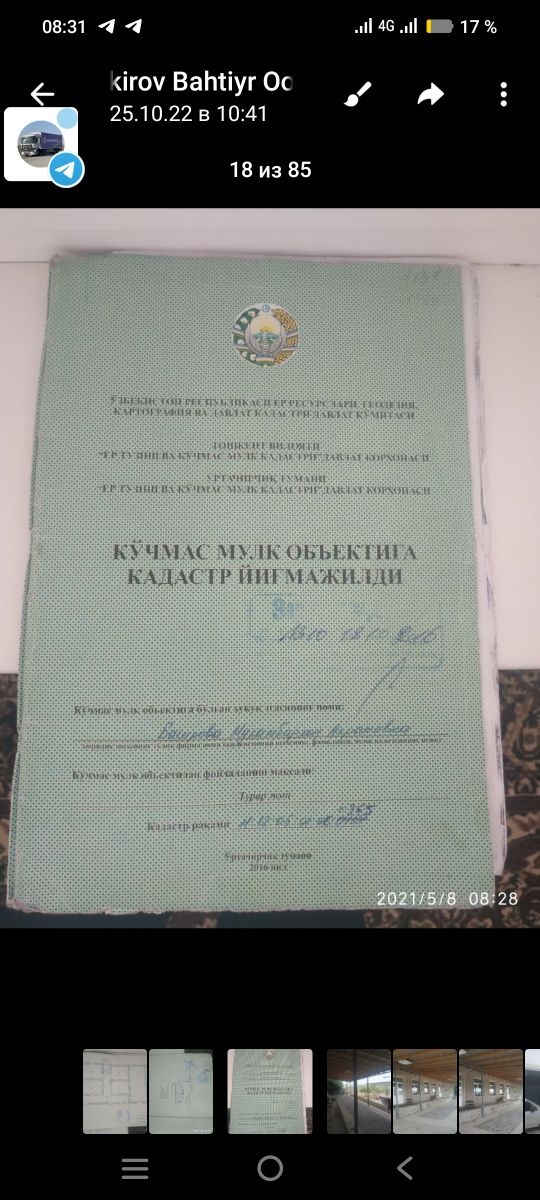 08:31
4G
17 %
kirov Bahtiyr Oo
25.10.22 в 10:41
18 из 85
ЎЗБЕКИСТОН РЕСПУБЛИКАСИ ЕР РЕСУРСЛАРИ, ГЕОДЕЗИЯ,
КАРТОГРАФИЯ ВА ДАВЛАТ КАДАСТРИ ДАВЛАТ ҚЎМИТАСИ
ТОШКЕНТ ВИЛОЯТИ
"ЕР ТУЗИШ ВА КЎЧМАС МУЛК КАДАСТРИ" ДАВЛАТ КОРХОНАСИ
ЎРТАЧИРЧИҚ ТУМАНИ
"ЕР ТУЗИШ ВА КЎЧМАС МУЛК КАДАСТРИ" ДАВЛАТ КОРХОНАСИ
КЎЧМАС МУЛК ОБЪЕКТИГА
КАДАСТР ЙИҒМАЖИЛДИ
Кўчмас мулк объектига бўлган ҳуқуқ эгасининг номи:
Кўчмас мулк объектидан фойдаланиш мақсади:
Турар жой
Кадастр рақами
Ўртачирчиқ тумани
2016 йил
2021/5/8 08:28